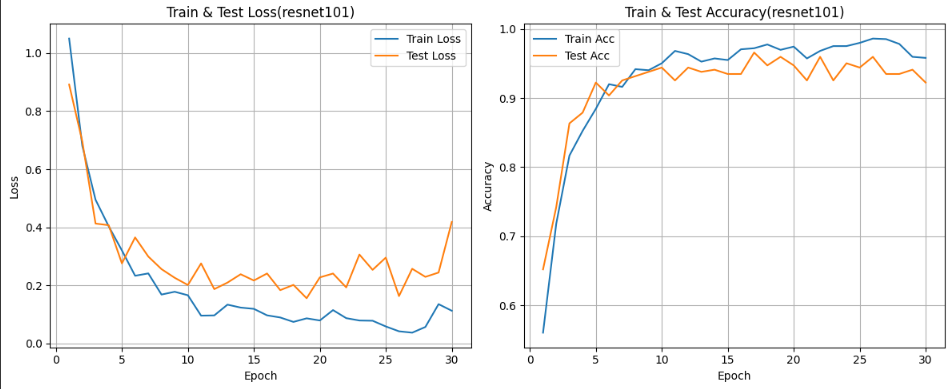 Train & Test Loss(resnet101)
Train Loss
Test Loss
1.0
0.8
0.6
0.4
0.2
0.0
Loss
0 5 10 15 20 25 30
Epoch
Train & Test Accuracy(resnet101)
Train Acc
Test Acc
1.0
0.9
0.8
0.7
0.6
Accuracy
0 5 10 15 20 25 30
Epoch